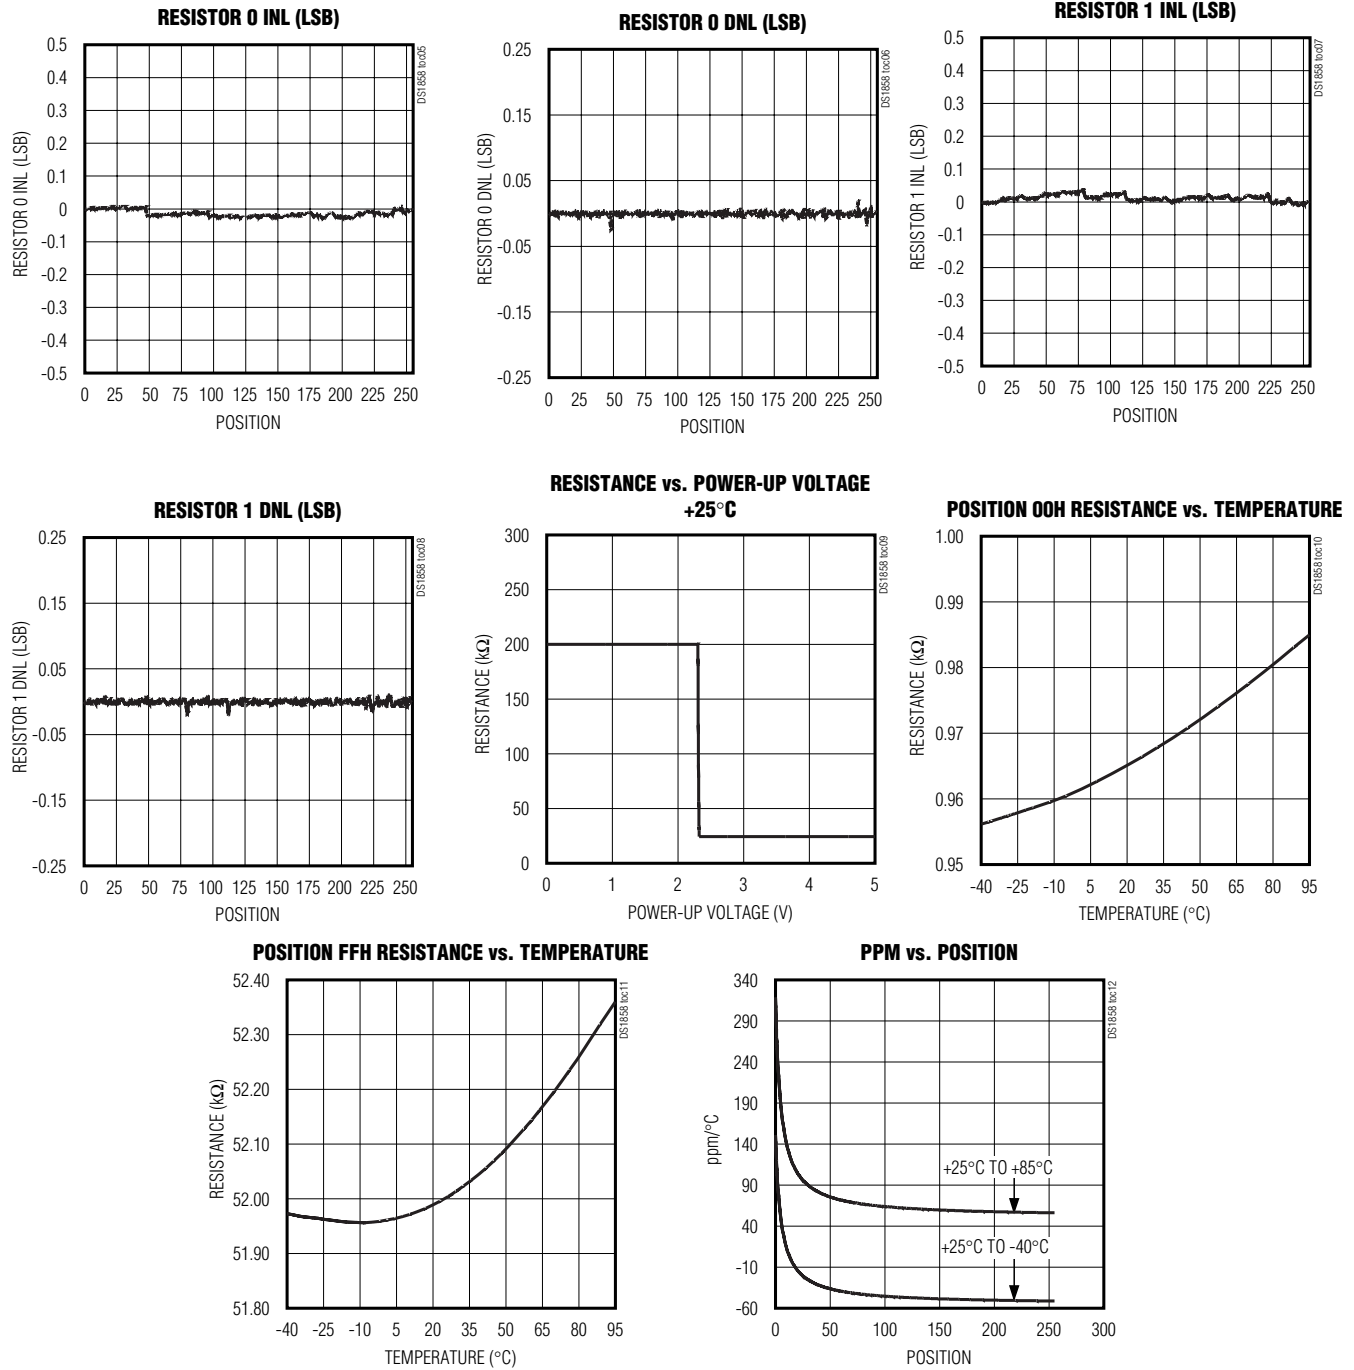 RESISTOR 0 INL (LSB)
DS1858 toc05
RESISTOR 0 INL (LSB)
0.5
0.4
0.3
0.2
0.1
0
-0.1
-0.2
-0.3
-0.4
-0.5
0 25 50 75 100 125 150 175 200 225 250
POSITION
RESISTOR 0 DNL (LSB)
DS1858 toc06
RESISTOR 0 DNL (LSB)
0.25
0.15
0.05
-0.05
-0.15
-0.25
0 25 50 75 100 125 150 175 200 225 250
POSITION
RESISTOR 1 INL (LSB)
DS1858 toc07
RESISTOR 1 INL (LSB)
0.5
0.4
0.3
0.2
0.1
0
-0.1
-0.2
-0.3
-0.4
-0.5
0 25 50 75 100 125 150 175 200 225 250
POSITION
RESISTOR 1 DNL (LSB)
DS1858 toc08
RESISTOR 1 DNL (LSB)
0.25
0.15
0.05
-0.05
-0.15
-0.25
0 25 50 75 100 125 150 175 200 225 250
POSITION
RESISTANCE vs. POWER-UP VOLTAGE
+25°C
DS1858 toc09
RESISTANCE (kΩ)
300
250
200
150
100
50
0
0 1 2 3 4 5
POWER-UP VOLTAGE (V)
POSITION 00H RESISTANCE vs. TEMPERATURE
DS1858 toc10
RESISTANCE (kΩ)
1.00
0.99
0.98
0.97
0.96
0.95
-40 -25 -10 5 20 35 50 65 80 95
TEMPERATURE (°C)
POSITION FFH RESISTANCE vs. TEMPERATURE
DS1858 toc11
RESISTANCE (kΩ)
52.40
52.30
52.20
52.10
52.00
51.90
51.80
-40 -25 -10 5 20 35 50 65 80 95
TEMPERATURE (°C)
PPM vs. POSITION
DS1858 toc12
ppm/°C
340
290
240
190
140
90
40
-10
-60
+25°C TO +85°C
+25°C TO -40°C
0 50 100 150 200 250 300
POSITION